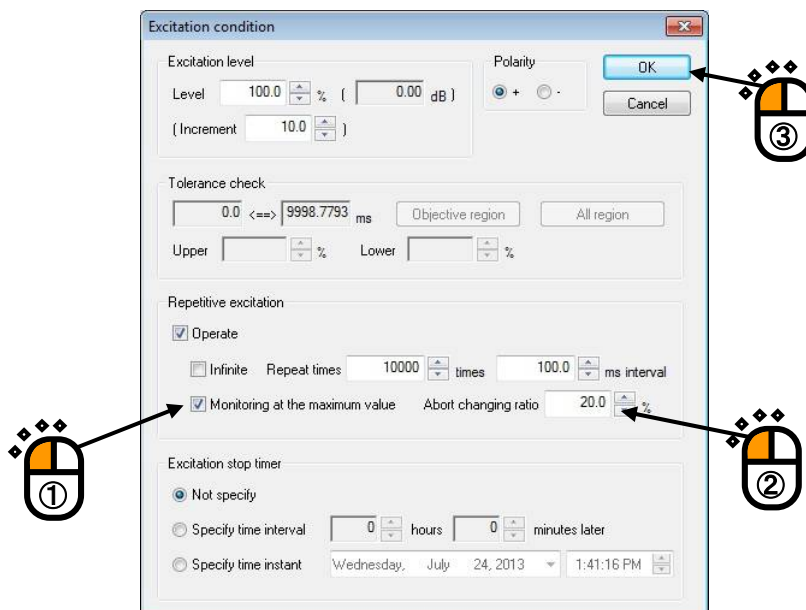 Excitation condition
Excitation level
Level 100.0 % ( 0.00 dB )
( Increment 10.0 )
Polarity
+ -
OK
Cancel
③
Tolerance check
0.0 <==> 9998.7793 ms Objective region All region
Upper % Lower %
Repetitive excitation
Operate
Infinite Repeat times 10000 times 100.0 ms interval
Monitoring at the maximum value Abort changing ratio 20.0 %
①
②
Excitation stop timer
Not specify
Specify time interval 0 hours 0 minutes later
Specify time instant Wednesday, July 24, 2013 1:41:16 PM